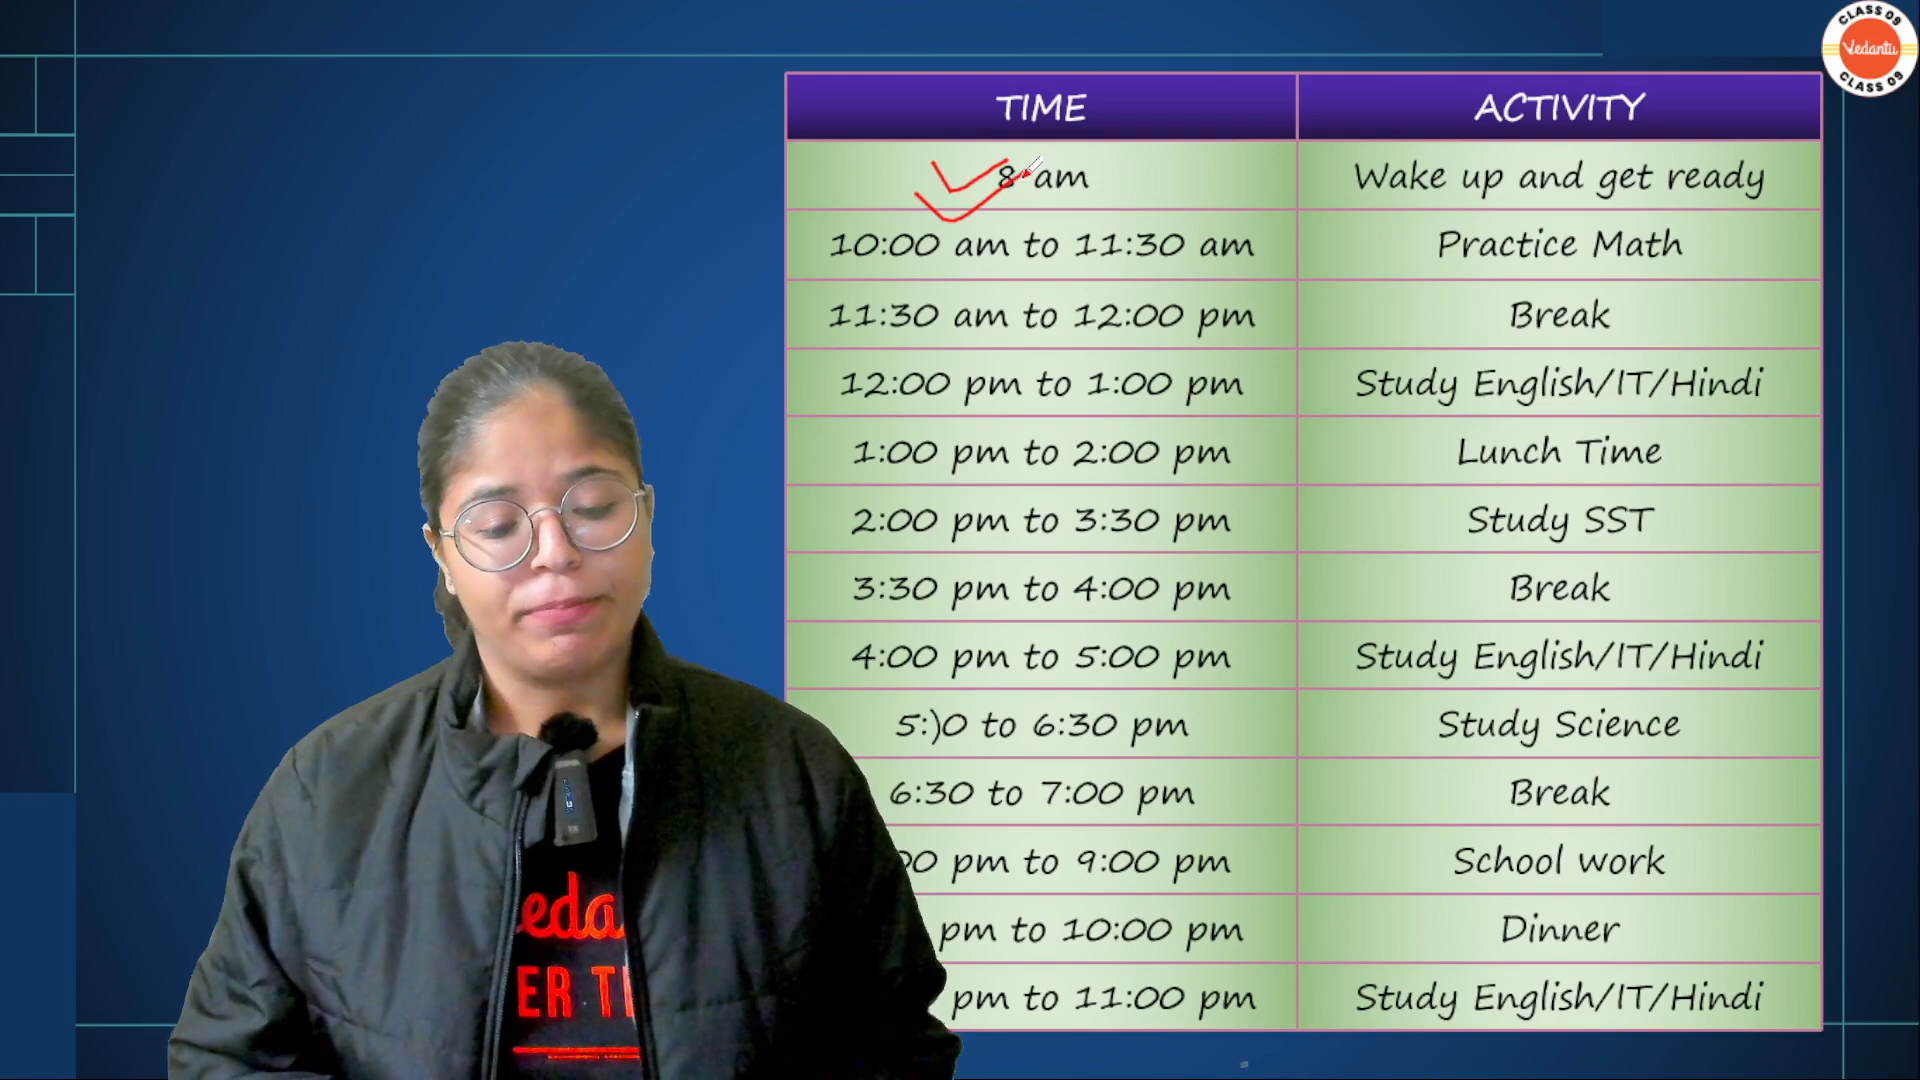 CLASS 09
Vedantu
CLASS 09
TIME ACTIVITY
8 am Wake up and get ready
10:00 am to 11:30 am Practice Math
11:30 am to 12:00 pm Break
12:00 pm to 1:00 pm Study English/IT/Hindi
1:00 pm to 2:00 pm Lunch Time
2:00 pm to 3:30 pm Study SST
3:30 pm to 4:00 pm Break
4:00 pm to 5:00 pm Study English/IT/Hindi
5:)0 to 6:30 pm Study Science
6:30 to 7:00 pm Break
00 pm to 9:00 pm School work
pm to 10:00 pm Dinner
pm to 11:00 pm Study English/IT/Hindi
eda
ER T